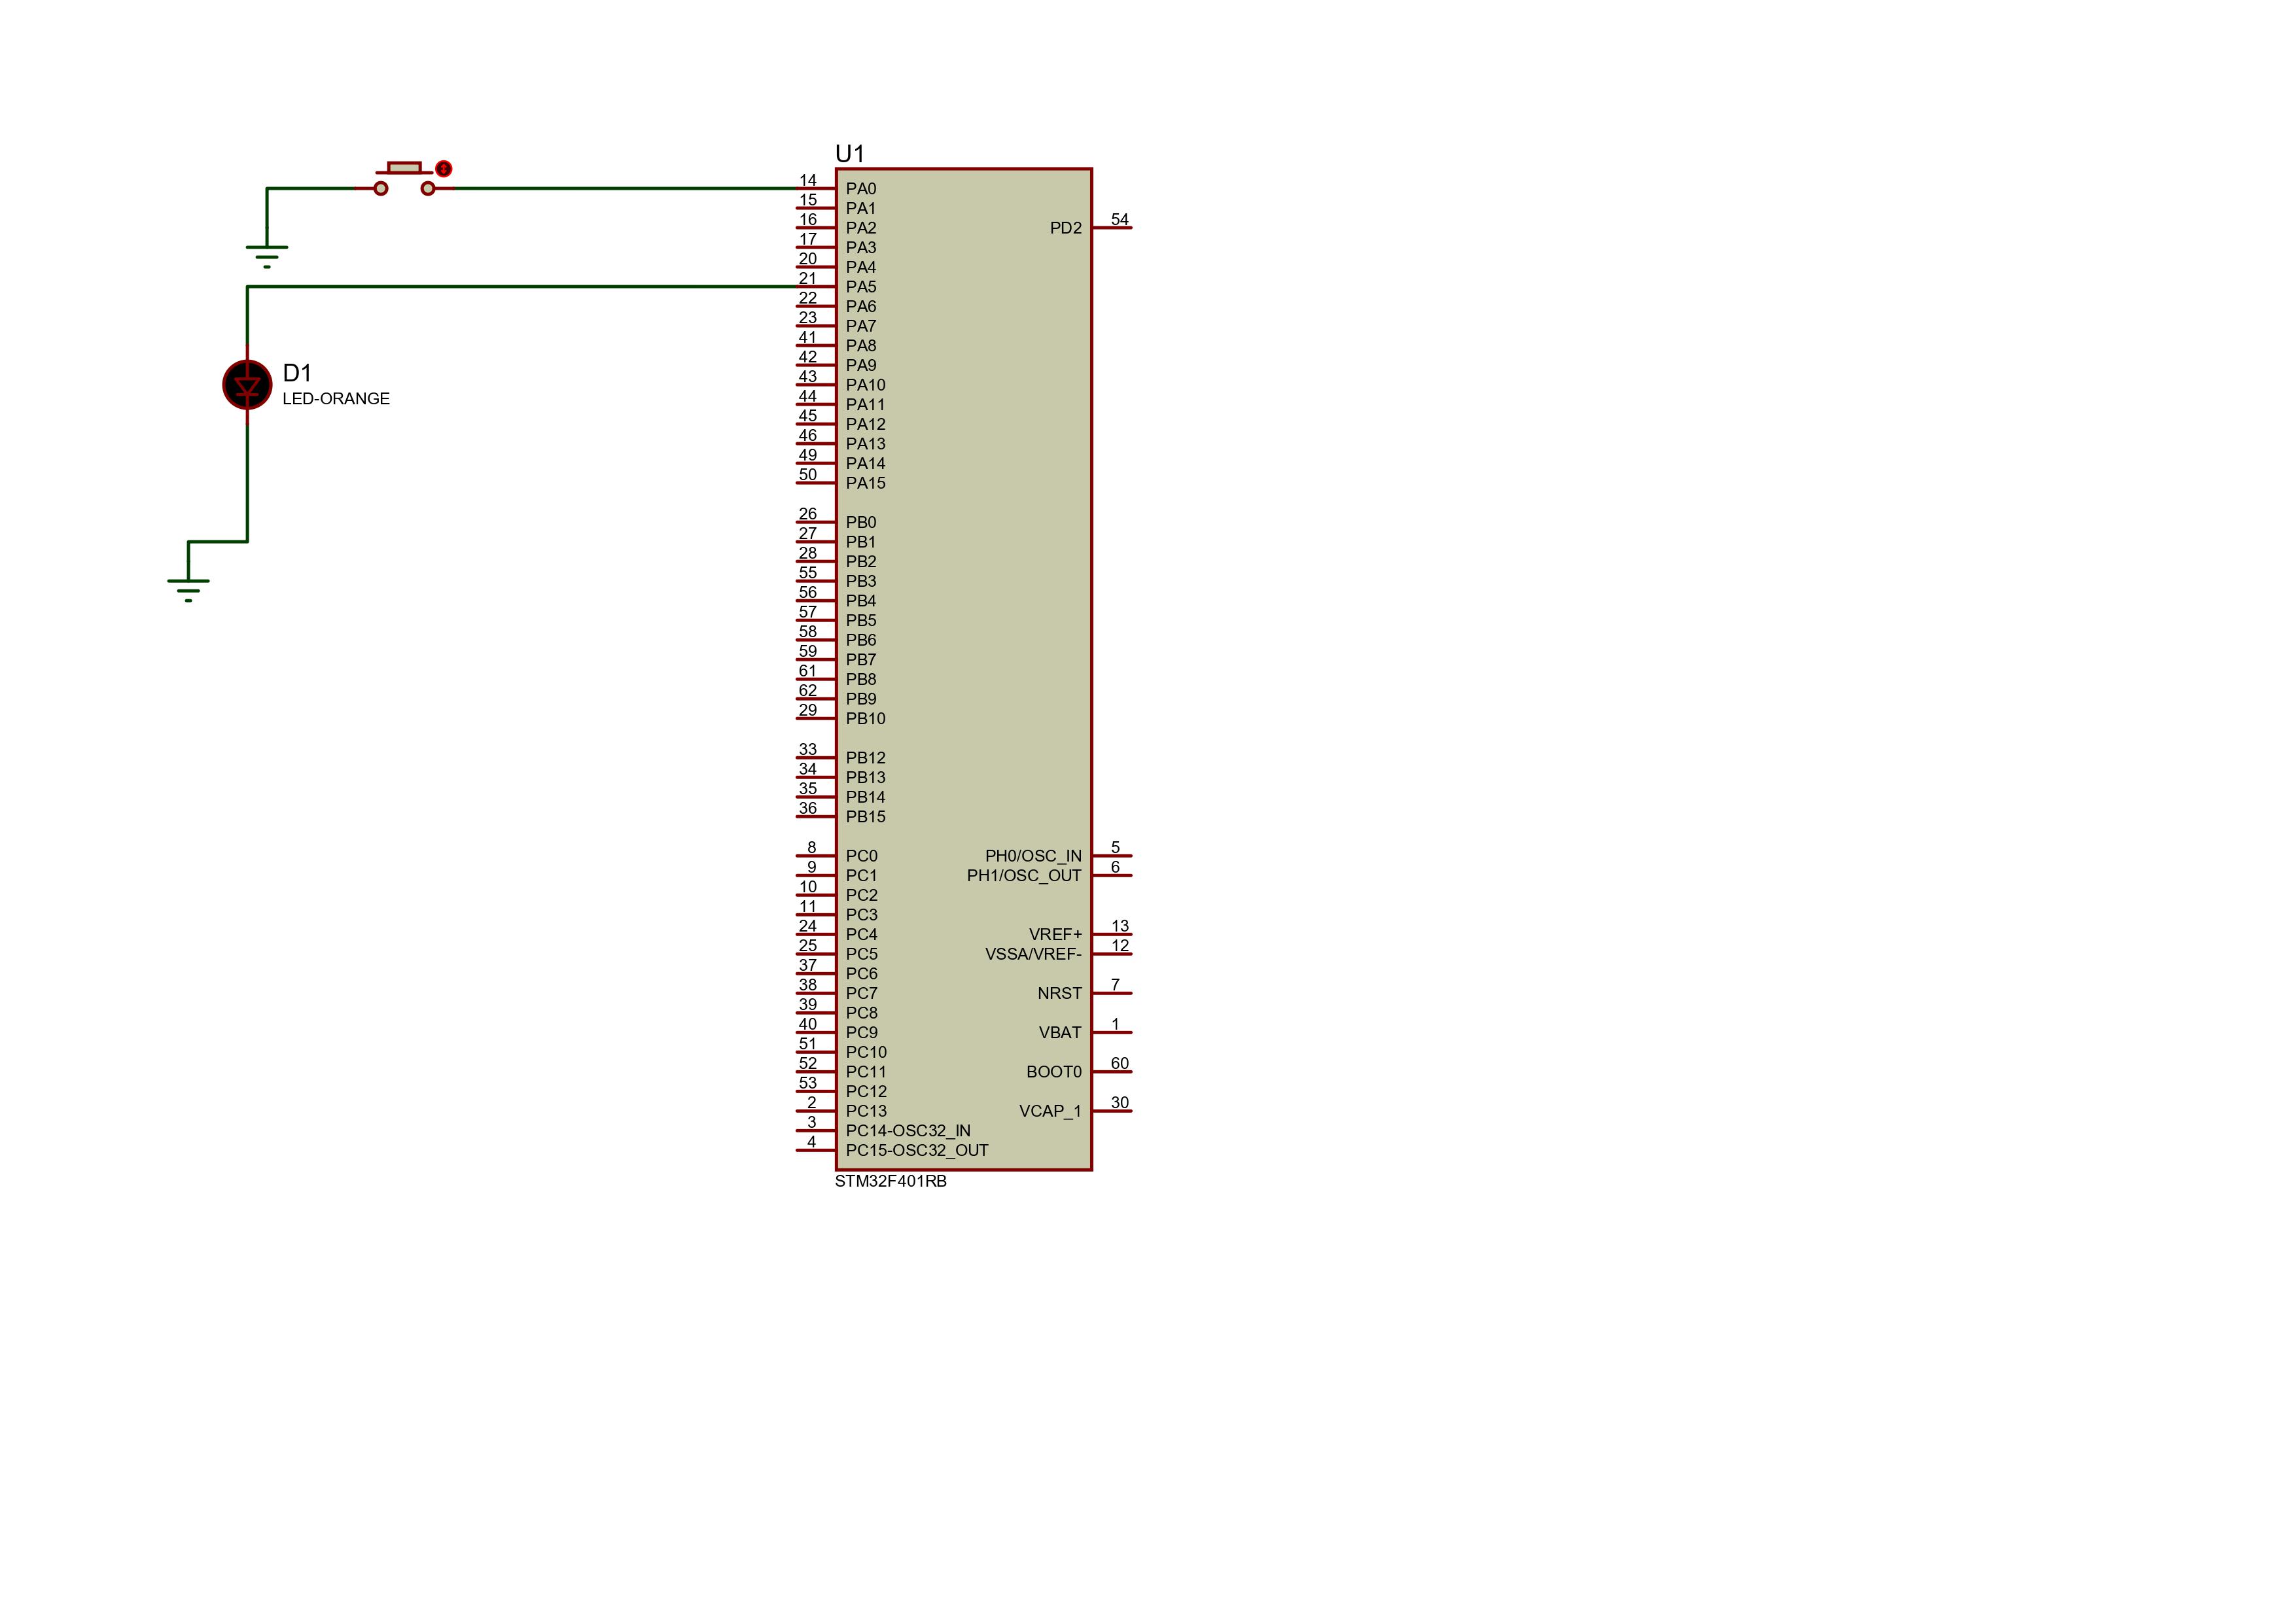 U1
14 PA0
15 PA1
16 PA2
PD2 54
17 PA3
20 PA4
21 PA5
22 PA6
23 PA7
41 PA8
42 PA9
D1
43 PA10
LED-ORANGE
44 PA11
45 PA12
46 PA13
49 PA14
50 PA15
26 PB0
27 PB1
28 PB2
55 PB3
56 PB4
57 PB5
58 PB6
59 PB7
61 PB8
62 PB9
29 PB10
33 PB12
34 PB13
35 PB14
36 PB15
8 PC0 PH0/OSC_IN 5
9 PC1 PH1/OSC_OUT 6
10 PC2
11 PC3
24 PC4 VREF+ 13
25 PC5 VSSA/VREF- 12
37 PC6
38 PC7 NRST 7
39 PC8
40 PC9 VBAT 1
51 PC10
52 PC11 BOOT0 60
53 PC12
2 PC13 VCAP_1 30
3 PC14-OSC32_IN
4 PC15-OSC32_OUT
STM32F401RB